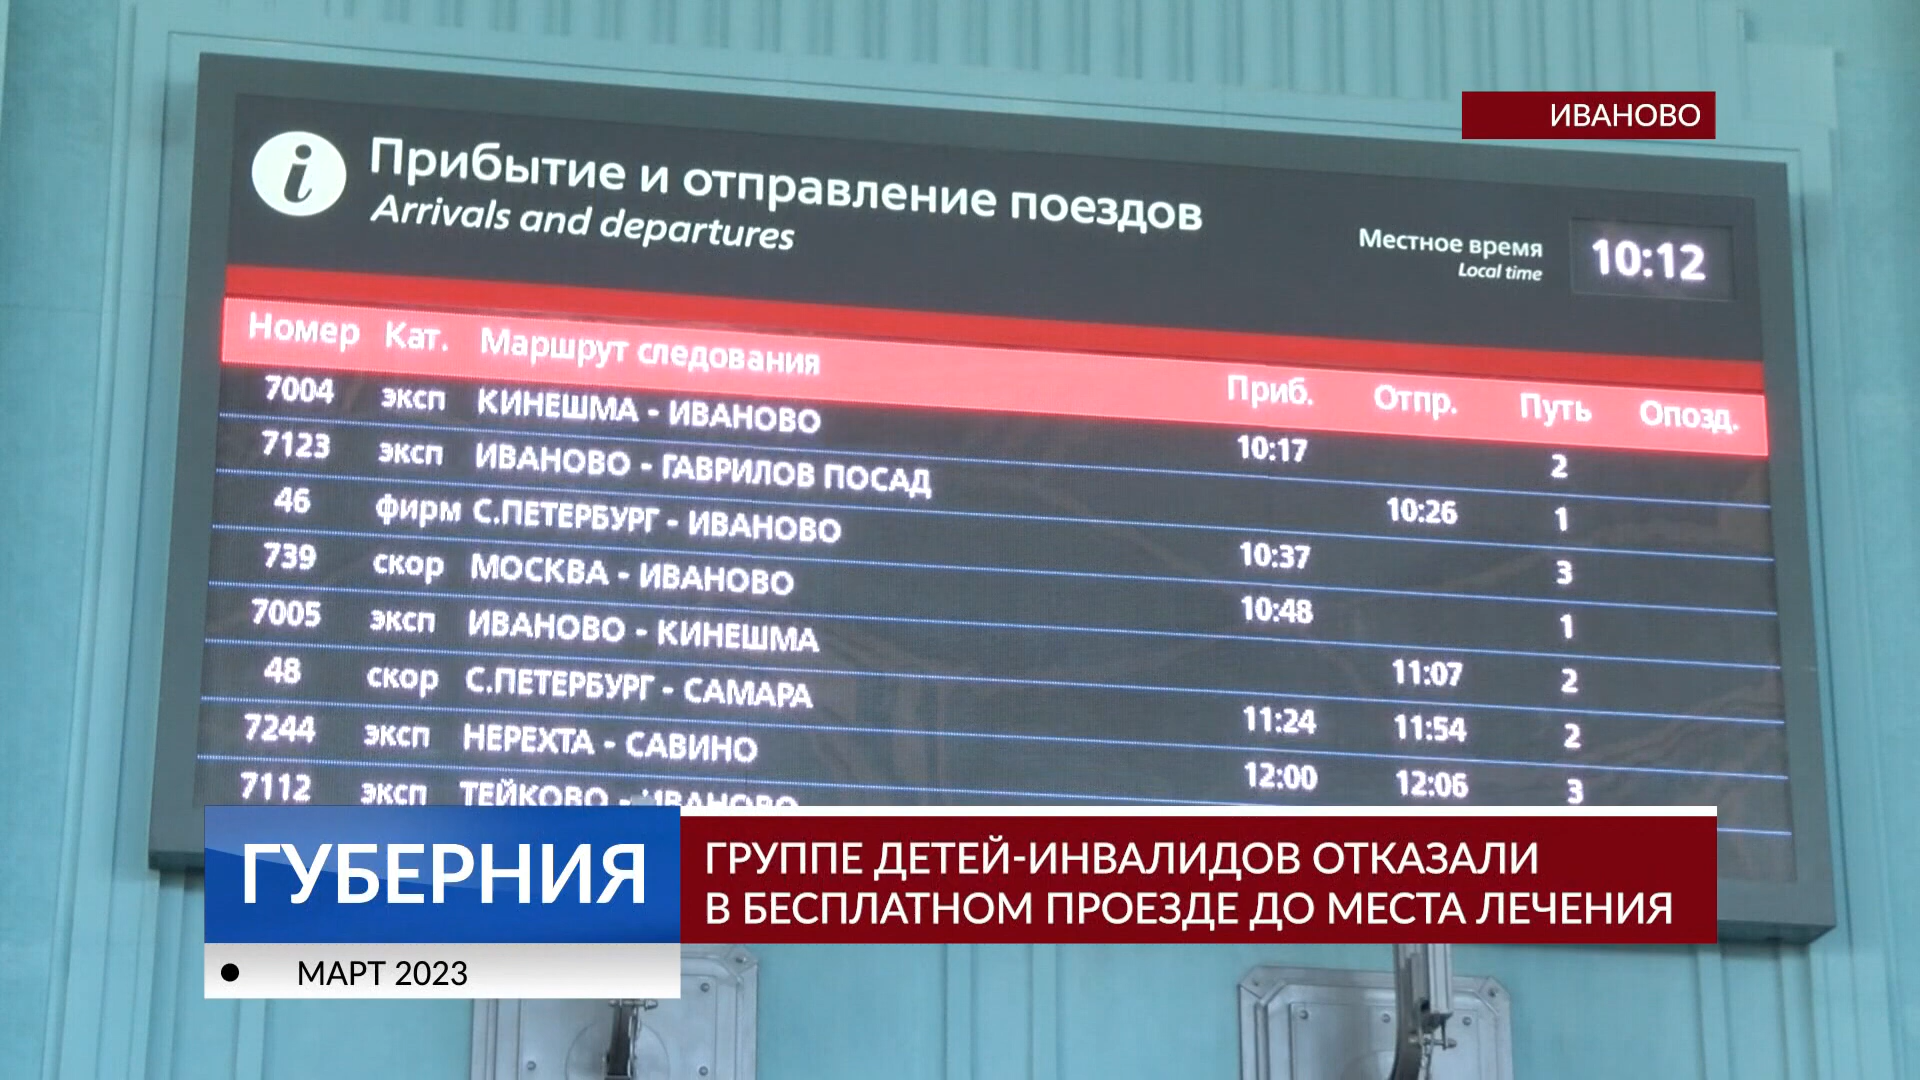 ИВАНОВО
i Прибытие и отправление поездов
Arrivals and departures
Местное время 10:12
Local time
Номер Кат. Маршрут следования Приб. Отпр. Путь Опозд.
7004 эксп КИНЕШМА - ИВАНОВО 10:17 2
7123 эксп ИВАНОВО - ГАВРИЛОВ ПОСАД 10:26 1
46 фирм С.ПЕТЕРБУРГ - ИВАНОВО 10:37 3
739 скор МОСКВА - ИВАНОВО 10:48 1
7005 эксп ИВАНОВО - КИНЕШМА 11:07 2
48 скор С.ПЕТЕРБУРГ - САМАРА 11:24 11:54 2
7244 эксп НЕРЕХТА - САВИНО 12:00 12:06 3
7112 эксп ТЕЙКОВО - ИВАНОВО
ГУБЕРНИЯ
ГРУППЕ ДЕТЕЙ-ИНВАЛИДОВ ОТКАЗАЛИ
В БЕСПЛАТНОМ ПРОЕЗДЕ ДО МЕСТА ЛЕЧЕНИЯ
МАРТ 2023